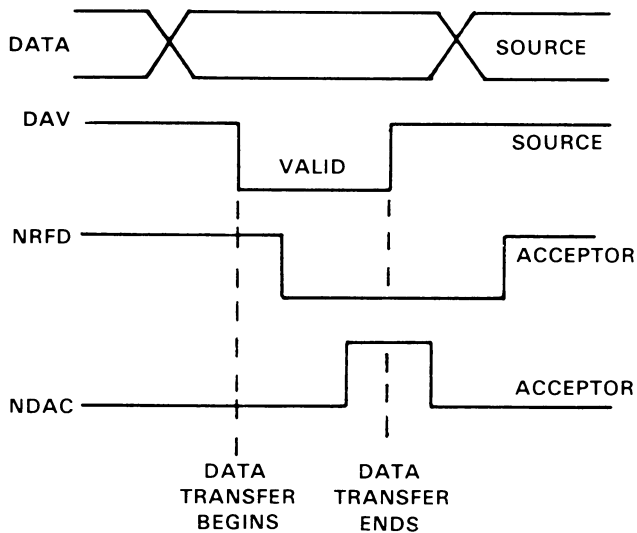 DATA
SOURCE
DAV
SOURCE
VALID
NRFD
ACCEPTOR
NDAC
ACCEPTOR
DATA
TRANSFER
BEGINS
DATA
TRANSFER
ENDS